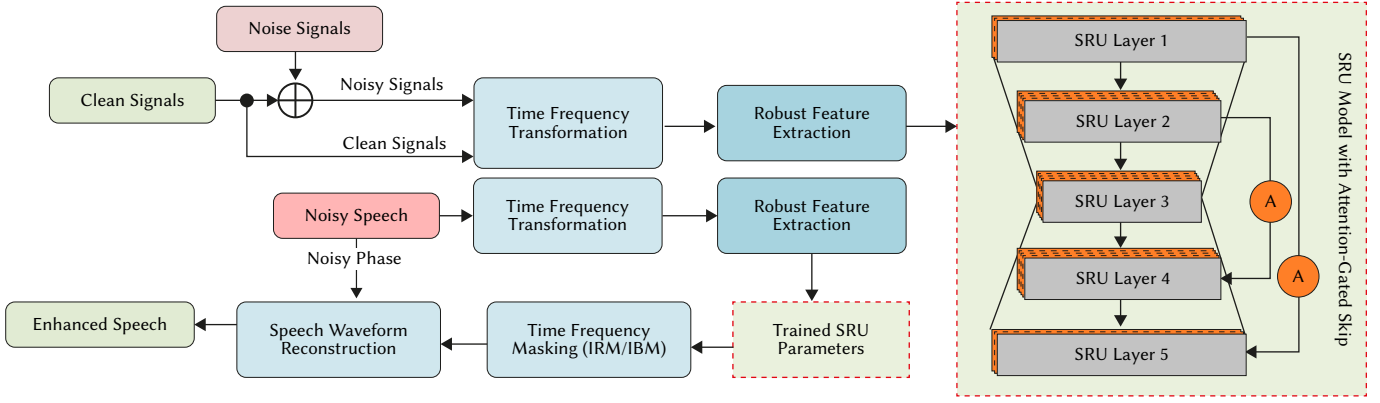 Noise Signals
Clean Signals
Noisy Signals
Clean Signals
Time Frequency
Transformation
Robust Feature
Extraction
Noisy Speech
Noisy Phase
Time Frequency
Transformation
Robust Feature
Extraction
Enhanced Speech
Speech Waveform
Reconstruction
Time Frequency
Masking (IRM/IBM)
Trained SRU
Parameters
SRU Layer 1
SRU Layer 2
SRU Layer 3
SRU Layer 4
SRU Layer 5
A
A
SRU Model with Attention-Gated Skip